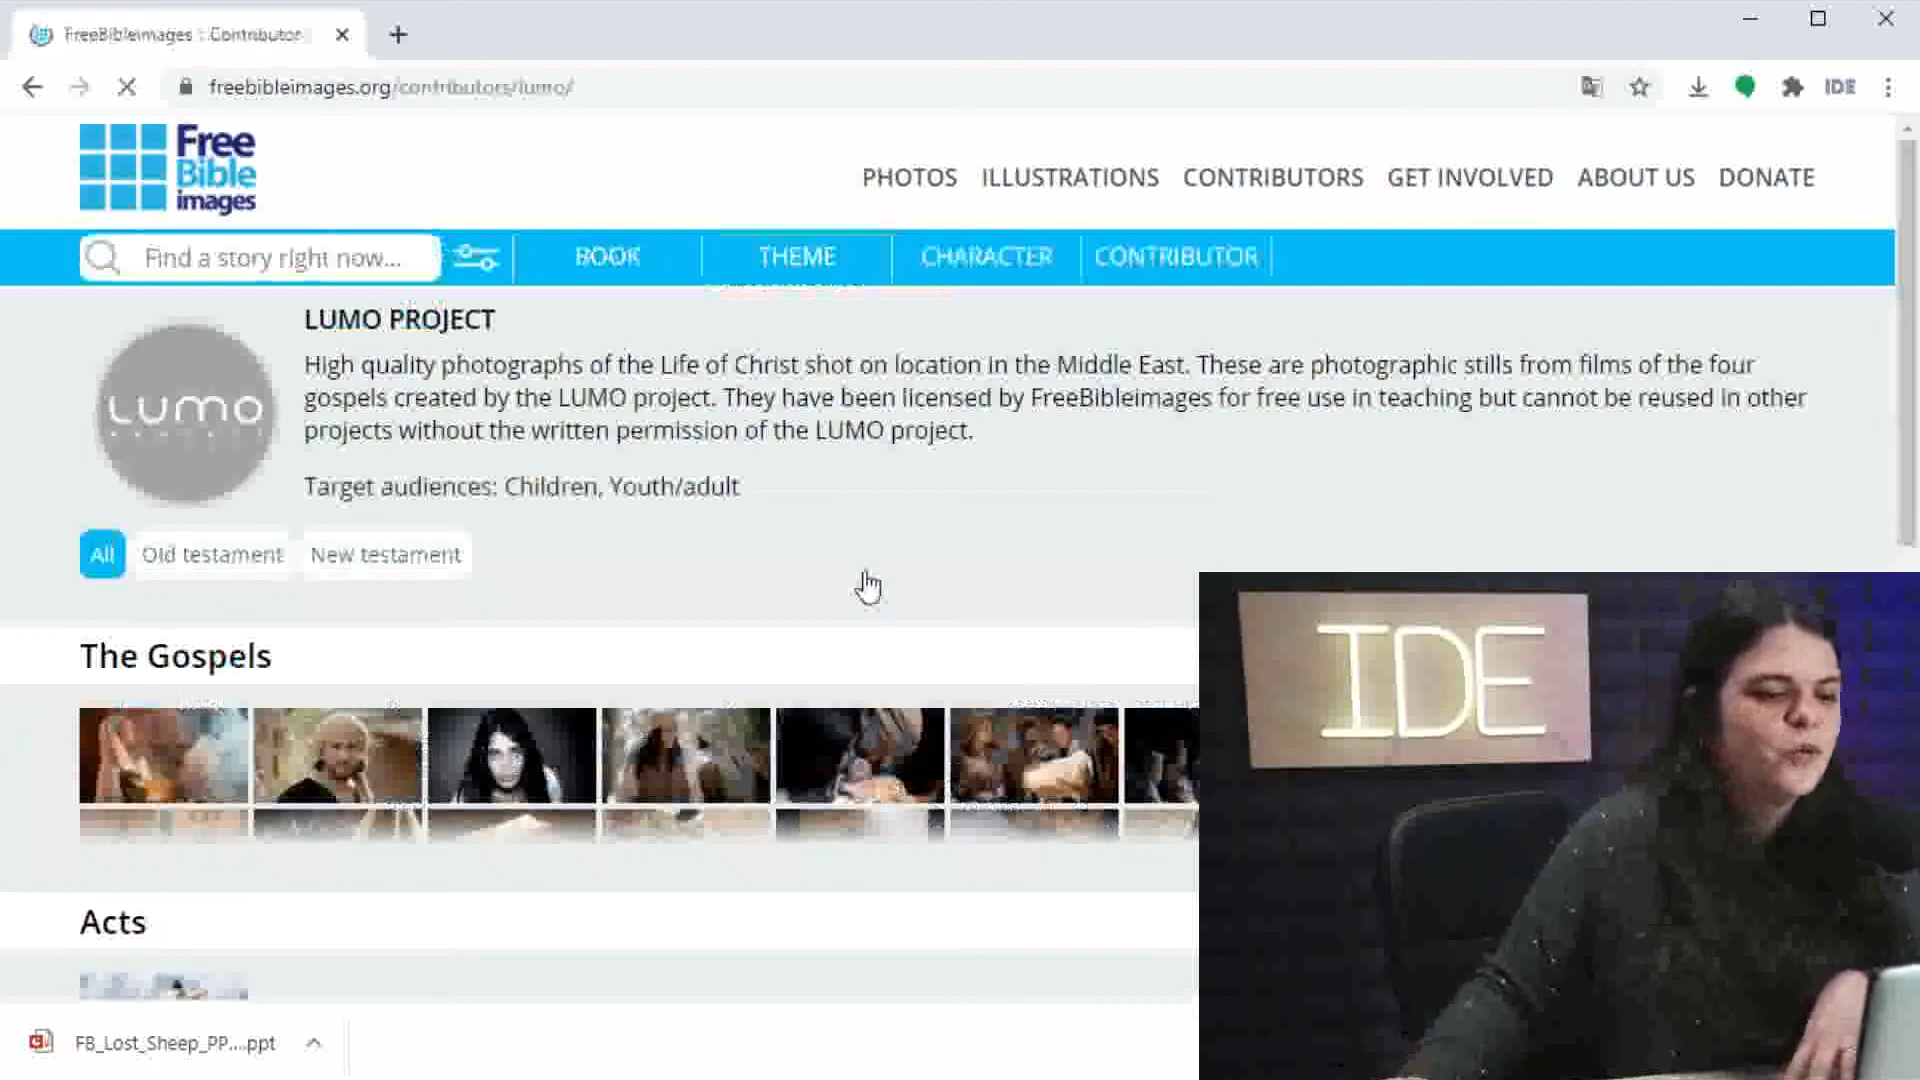 FreeBibleimages : Contributor
freebibleimages.org/contributors/lumo/
IDE
Free
Bible
images
PHOTOS ILLUSTRATIONS CONTRIBUTORS GET INVOLVED ABOUT US DONATE
Find a story right now...
BOOK THEME CHARACTER CONTRIBUTOR
LUMO PROJECT
High quality photographs of the Life of Christ shot on location in the Middle East. These are photographic stills from films of the four
gospels created by the LUMO project. They have been licensed by FreeBibleimages for free use in teaching but cannot be reused in other
projects without the written permission of the LUMO project.
Target audiences: Children, Youth/adult
LUMO
All Old testament New testament
The Gospels
IDE
Acts
FB_Lost_Sheep_PP....ppt